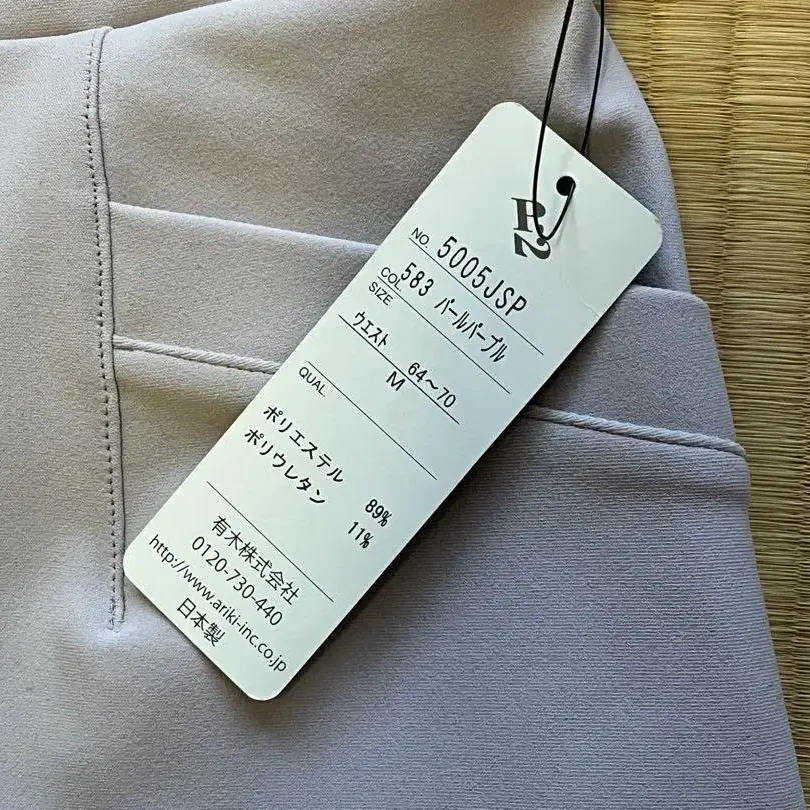 NO. 5005JSP
COL. 583 パールパープル
SIZE
ウエスト 64～70
M
QUAL.
ポリエステル 89%
ポリウレタン 11%
有木株式会社
0120-730-440
http://www.ariki-inc.co.jp
日本製